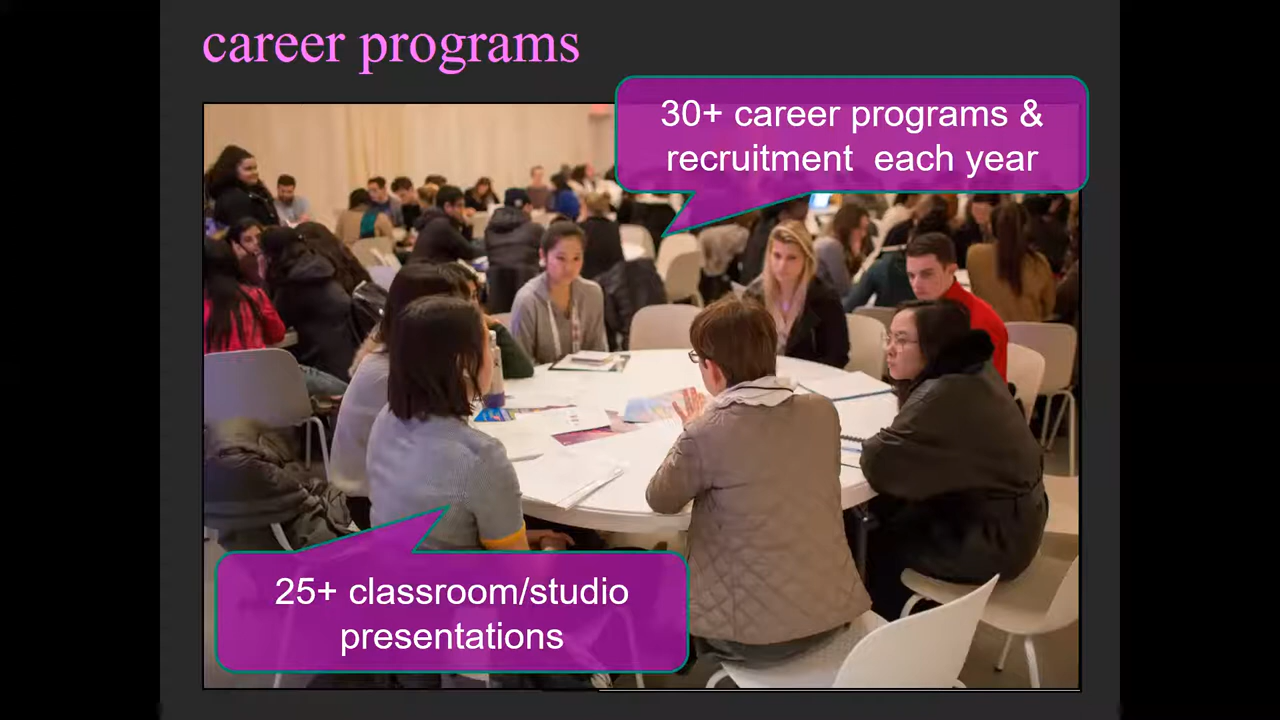 career programs
30+ career programs &
recruitment  each year
25+ classroom/studio
presentations